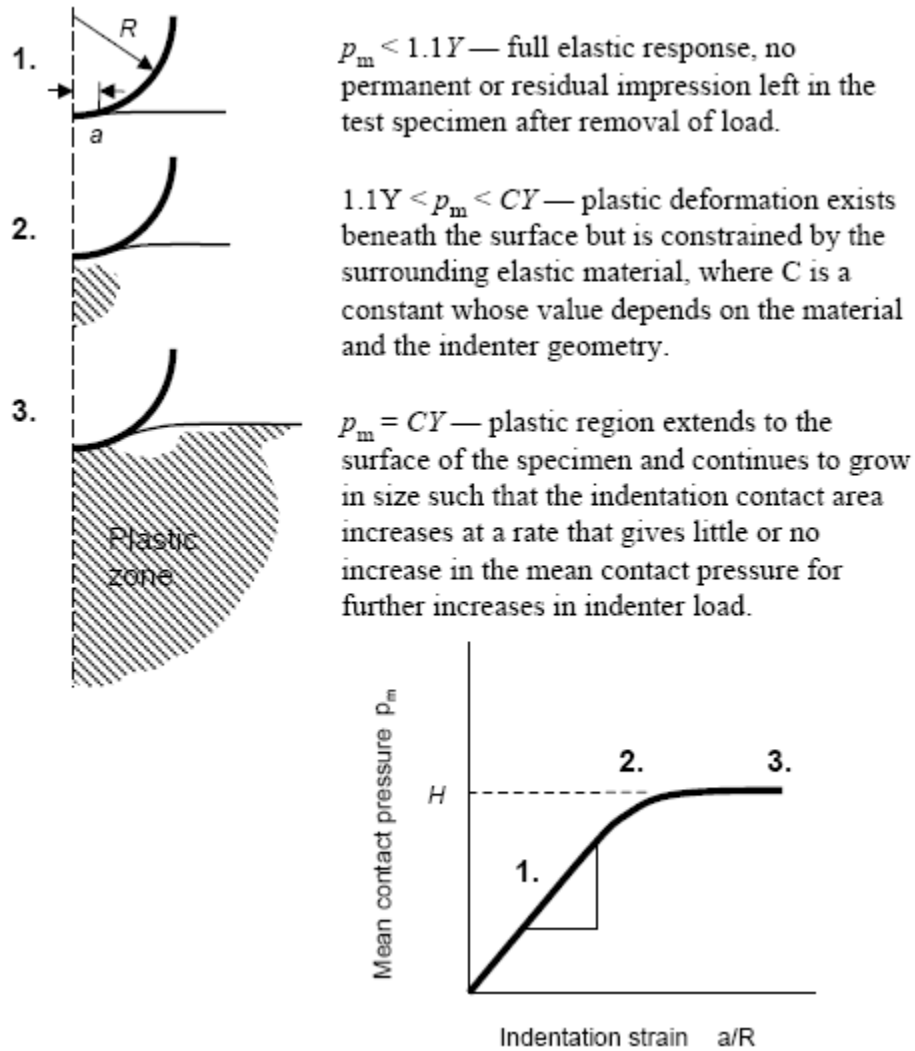 R
1.
a
p_m < 1.1Y — full elastic response, no
permanent or residual impression left in the
test specimen after removal of load.
2.
1.1Y < p_m < CY — plastic deformation exists
beneath the surface but is constrained by the
surrounding elastic material, where C is a
constant whose value depends on the material
and the indenter geometry.
3.
Plastic
zone
p_m = CY — plastic region extends to the
surface of the specimen and continues to grow
in size such that the indentation contact area
increases at a rate that gives little or no
increase in the mean contact pressure for
further increases in indenter load.
Mean contact pressure p_m
H
1.
2.
3.
Indentation strain a/R